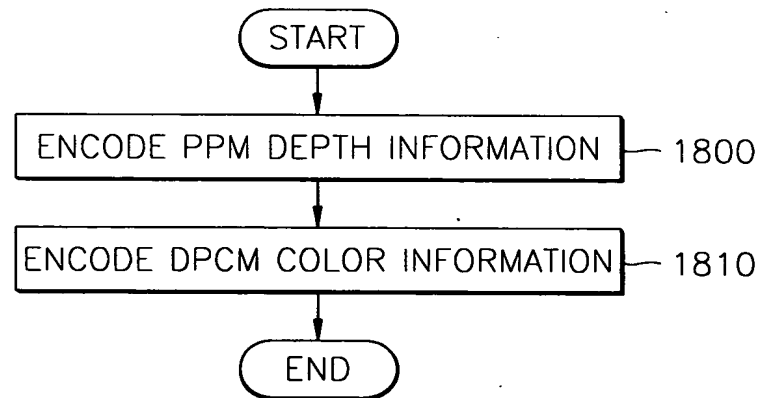 START
ENCODE PPM DEPTH INFORMATION 1800
ENCODE DPCM COLOR INFORMATION 1810
END